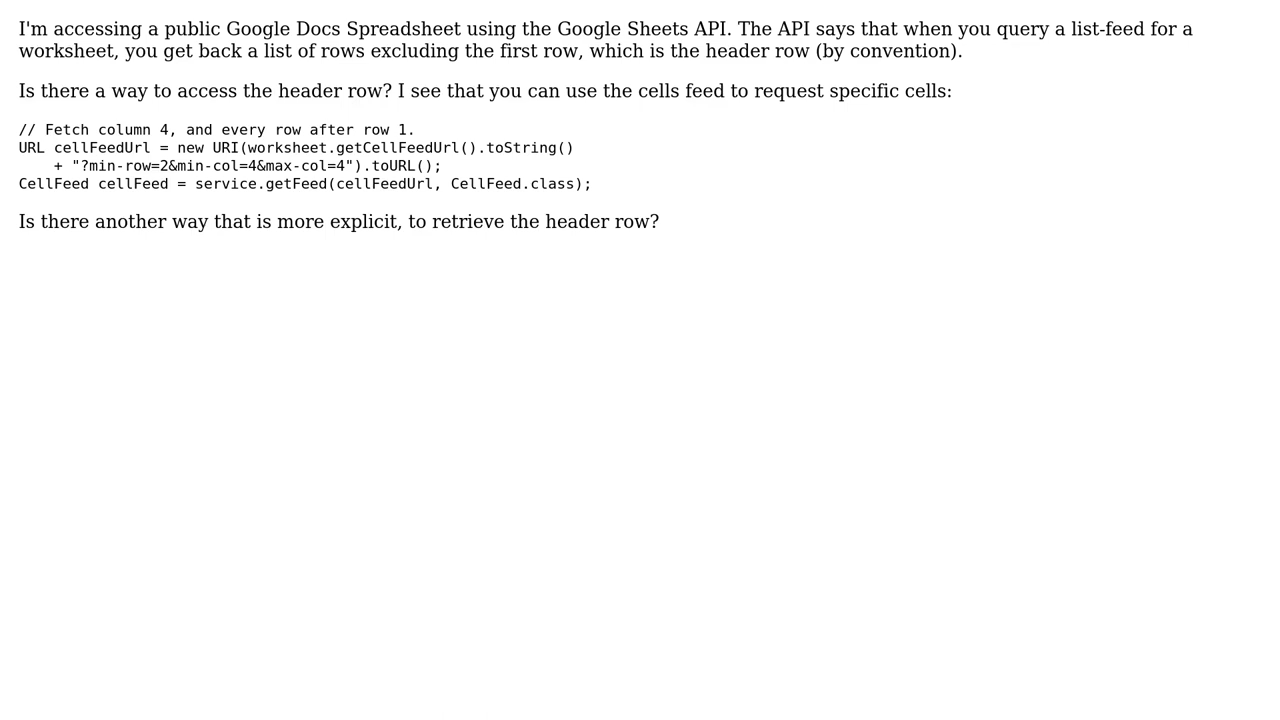 I'm accessing a public Google Docs Spreadsheet using the Google Sheets API. The API says that when you query a list-feed for a
worksheet, you get back a list of rows excluding the first row, which is the header row (by convention).
Is there a way to access the header row? I see that you can use the cells feed to request specific cells:
// Fetch column 4, and every row after row 1.
URL cellFeedUrl = new URI(worksheet.getCellFeedUrl().toString()
    + "?min-row=2&min-col=4&max-col=4").toURL();
CellFeed cellFeed = service.getFeed(cellFeedUrl, CellFeed.class);
Is there another way that is more explicit, to retrieve the header row?